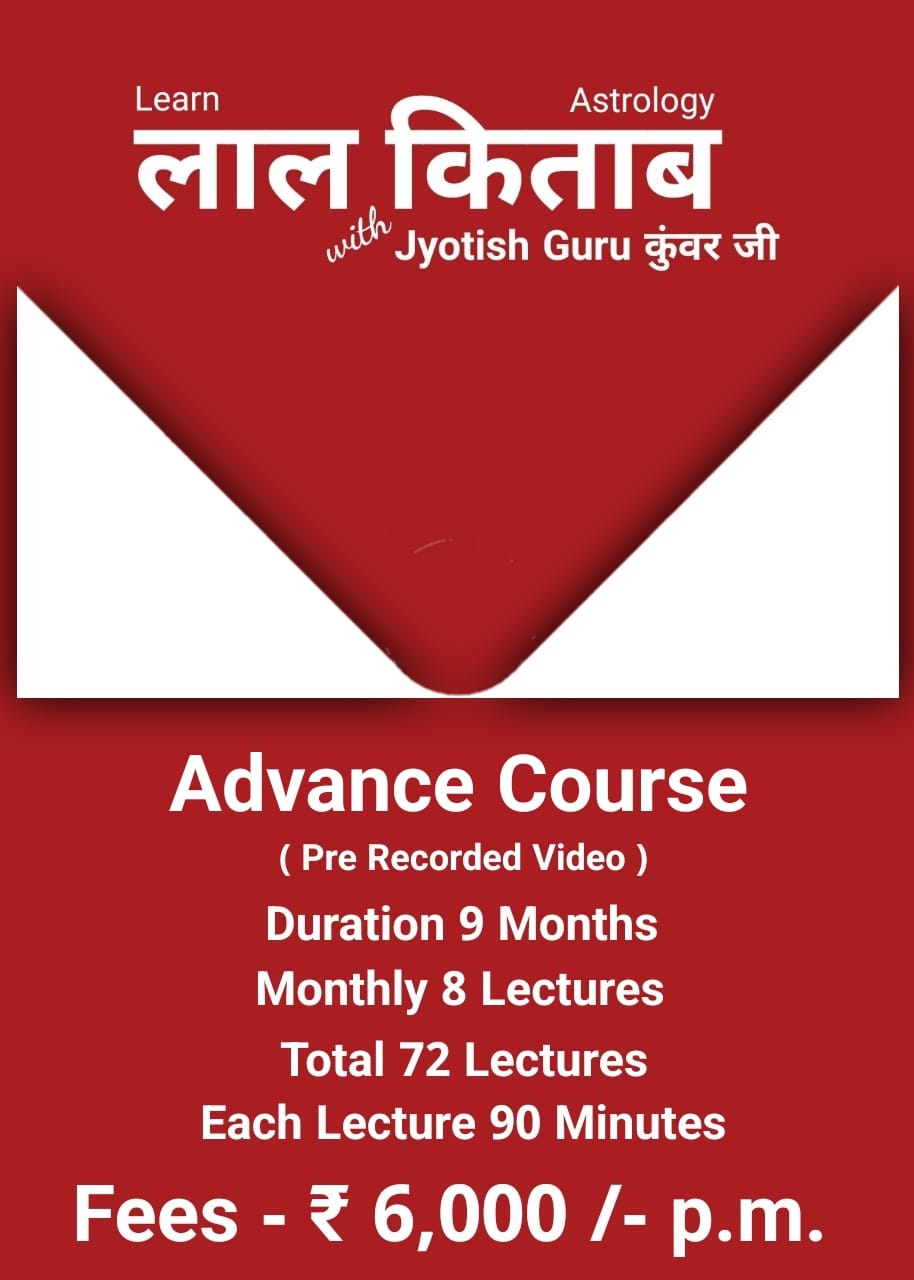 Learn Astrology
लाल किताब
with Jyotish Guru कुंवर जी
Advance Course
( Pre Recorded Video )
Duration 9 Months
Monthly 8 Lectures
Total 72 Lectures
Each Lecture 90 Minutes
Fees - ₹ 6,000 /- p.m.